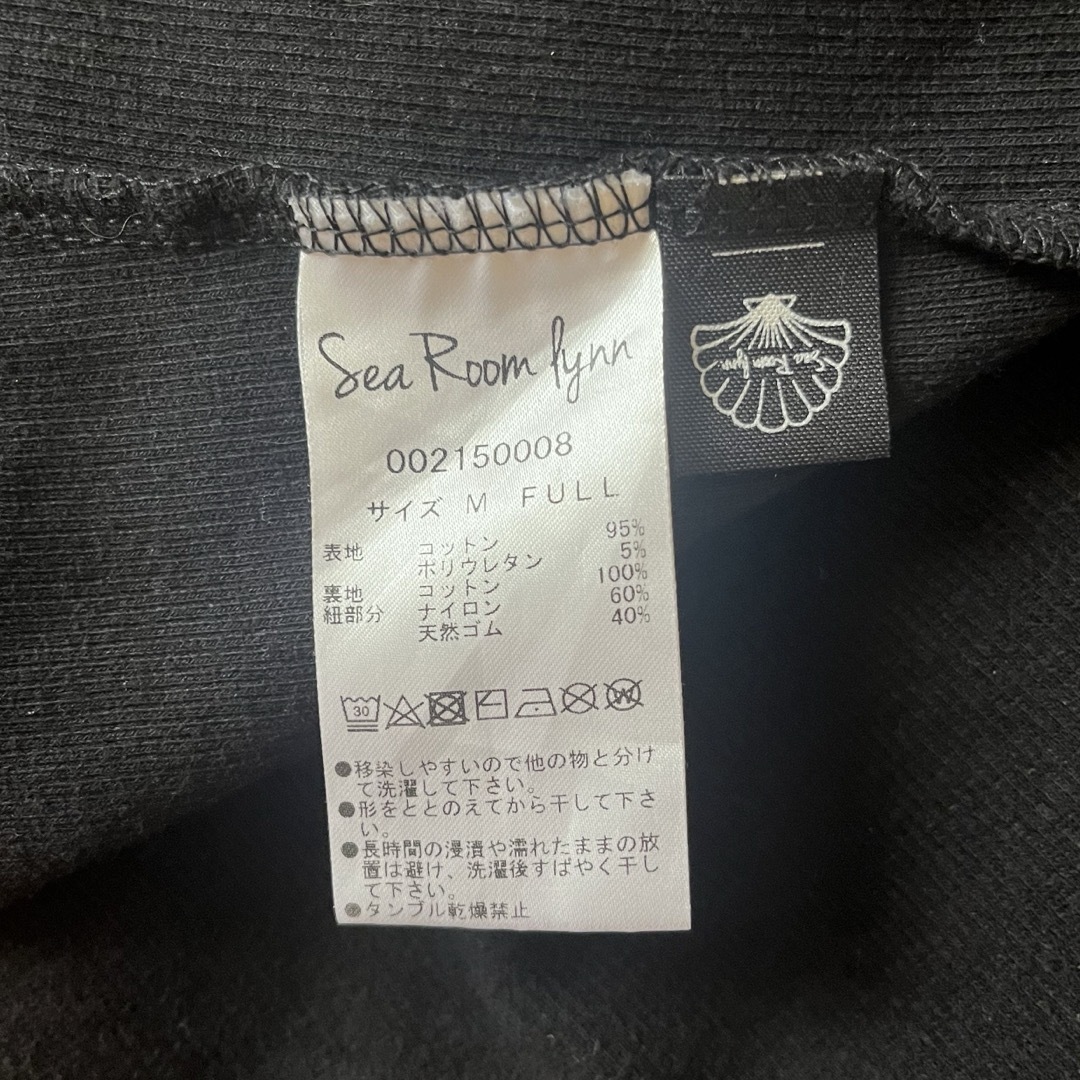 Sea Room lynn
002150008
サイズ M FULL
表地 コットン 95%
ポリウレタン 5%
裏地 コットン 100%
紐部分 ナイロン 60%
天然ゴム 40%
30
W
●移染しやすいので他の物と分け
て洗濯して下さい。
●形をととのえてから干して下さ
い。
●長時間の浸漬や濡れたままの放
置は避け、洗濯後すばやく干し
て下さい。
●タンブル乾燥禁止
Sea Room lynn